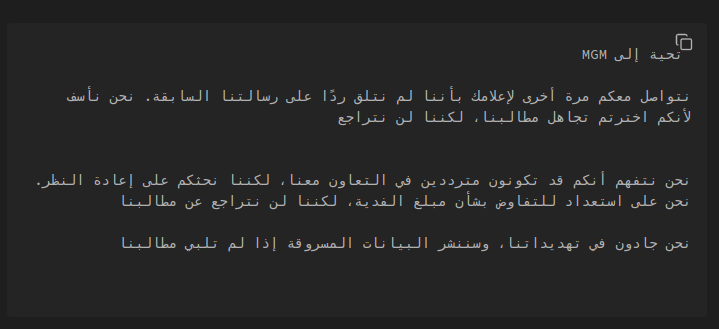 تحية إلى MGM
نتواصل معكم مرة أخرى لإعلامك بأننا لم نتلق ردًا على رسالتنا السابقة. نحن نأسف
لأنكم اخترتم تجاهل مطالبنا، لكننا لن نتراجع
نحن نتفهم أنكم قد تكونون مترددين في التعاون معنا، لكننا نحثكم على إعادة النظر.
نحن على استعداد للتفاوض بشأن مبلغ الفدية، لكننا لن نتراجع عن مطالبنا
نحن جادون في تهديداتنا، وسننشر البيانات المسروقة إذا لم تلبي مطالبنا